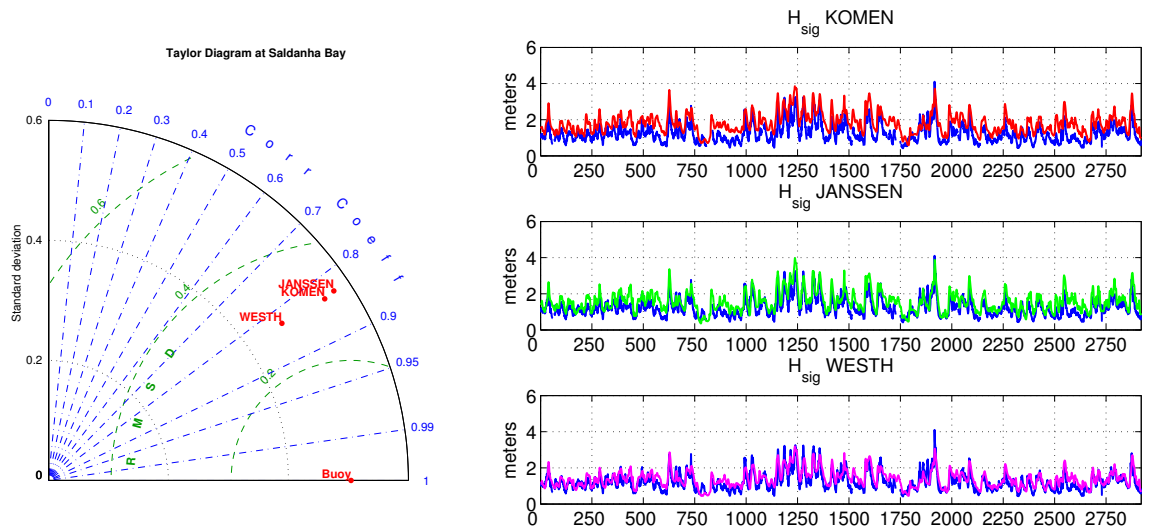 Taylor Diagram at Saldanha Bay
Standard deviation
0.6
0.4
0.2
0
0
0.1
0.2
0.3
0.4
0.5
0.6
0.7
0.8
0.9
0.95
0.99
1
Corr Coeff
0.6
0.4
0.2
R M S D
JANSSEN
KOMEN
WESTH
Buoy
Hsig KOMEN
meters
6
4
2
0
0 250 500 750 1000 1250 1500 1750 2000 2250 2500 2750
Hsig JANSSEN
meters
6
4
2
0
0 250 500 750 1000 1250 1500 1750 2000 2250 2500 2750
Hsig WESTH
meters
6
4
2
0
0 250 500 750 1000 1250 1500 1750 2000 2250 2500 2750